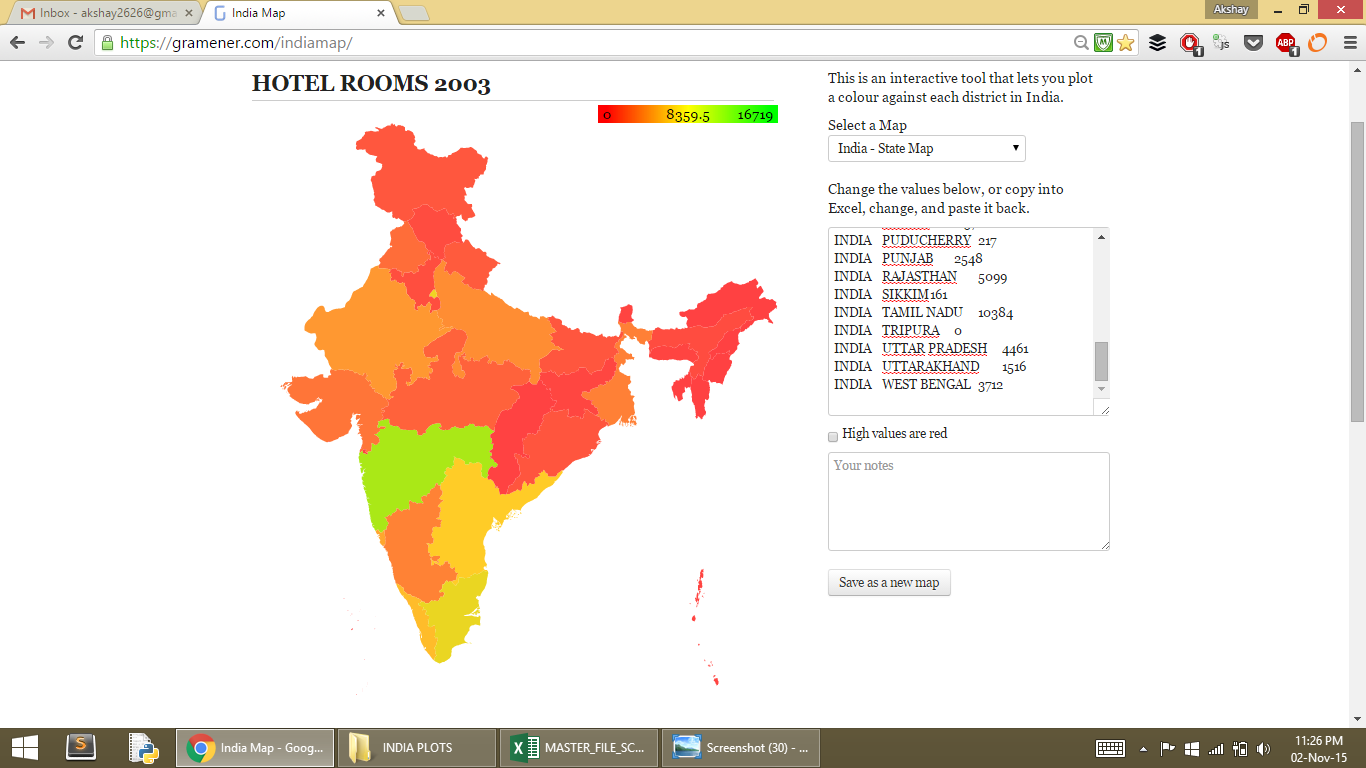 Inbox - akshay2626@gma
India Map
Akshay
https://gramener.com/indiamap/
HOTEL ROOMS 2003
0 8359.5 16719
This is an interactive tool that lets you plot
a colour against each district in India.
Select a Map
India - State Map
Change the values below, or copy into
Excel, change, and paste it back.
INDIA PUDUCHERRY 217
INDIA PUNJAB 2548
INDIA RAJASTHAN 5099
INDIA SIKKIM 161
INDIA TAMIL NADU 10384
INDIA TRIPURA 0
INDIA UTTAR PRADESH 4461
INDIA UTTARAKHAND 1516
INDIA WEST BENGAL 3712
High values are red
Your notes
Save as a new map
India Map - Goog...
INDIA PLOTS
MASTER_FILE_SC...
Screenshot (30) - ...
11:26 PM
02-Nov-15